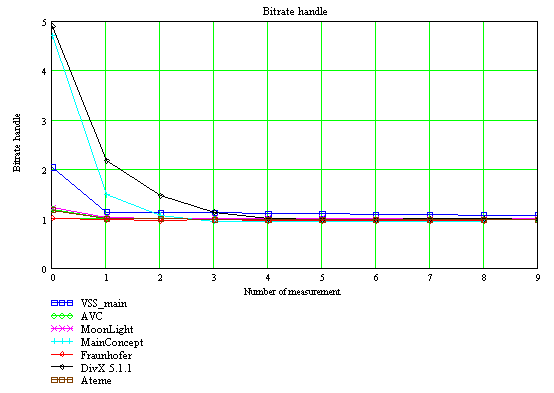 Bitrate handle
5
4
3
2
1
0
Bitrate handle
0 1 2 3 4 5 6 7 8 9
Number of measurement
VSS_main
AVC
MoonLight
MainConcept
Fraunhofer
DivX 5.1.1
Ateme